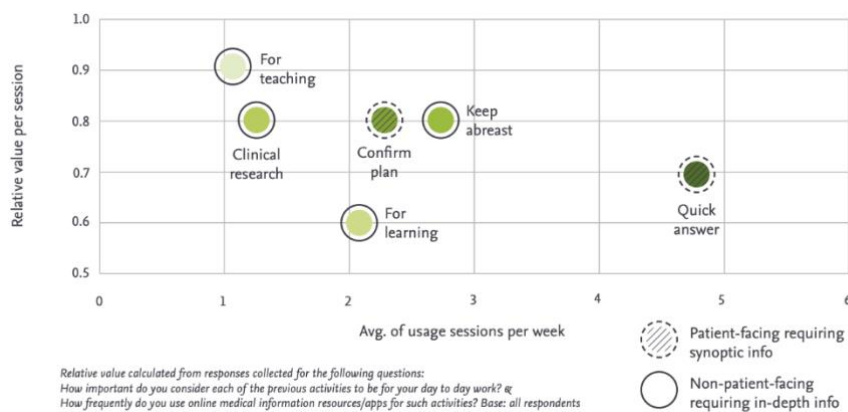 Relative value per session
1.0
0.9
0.8
0.7
0.6
0.5
For
teaching
Clinical
research
Confirm
plan
Keep
abreast
For
learning
Quick
answer
0
1
2
3
4
5
6
Avg. of usage sessions per week
Patient-facing requiring
synoptic info
Non-patient-facing
requiring in-depth info
Relative value calculated from responses collected for the following questions:
How important do you consider each of the previous activities to be for your day to day work? &
How frequently do you use online medical information resources/apps for such activities? Base: all respondents